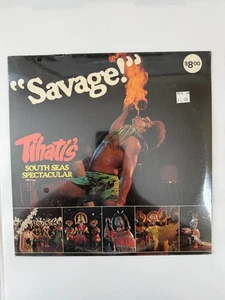 "Savage!"
$8.00
Tihati's
SOUTH SEAS
SPECTACULAR